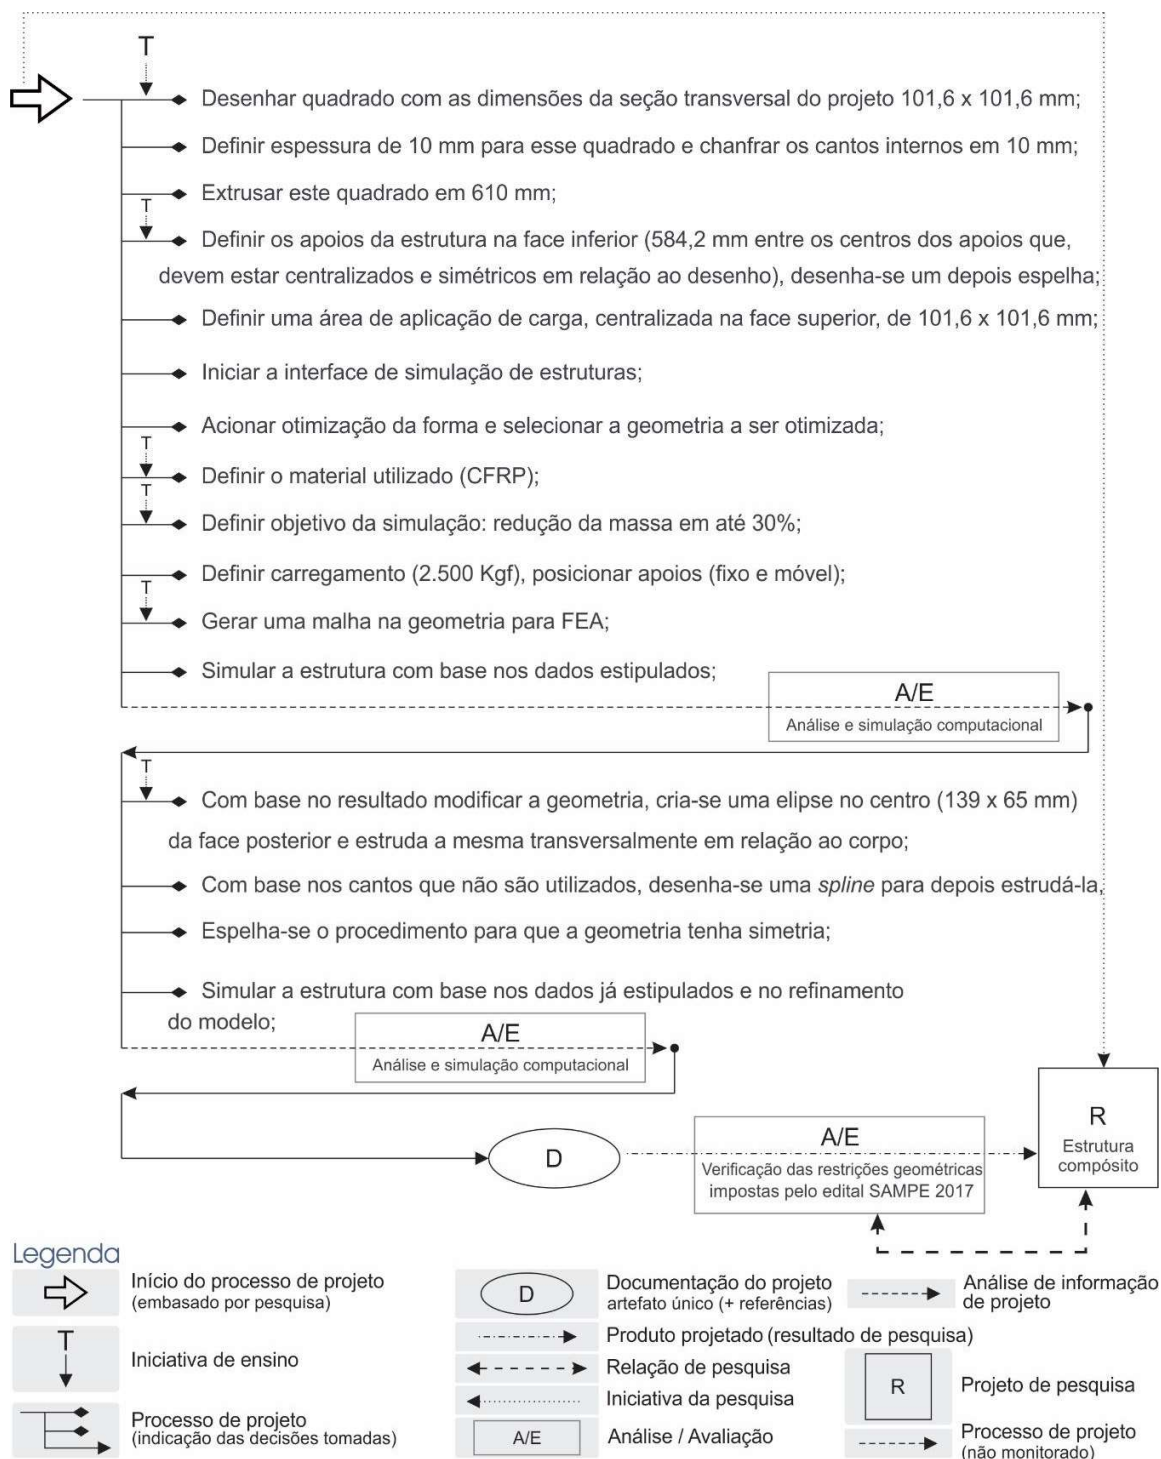 T
Desenhar quadrado com as dimensões da seção transversal do projeto 101,6 x 101,6 mm;
Definir espessura de 10 mm para esse quadrado e chanfrar os cantos internos em 10 mm;
Extrusar este quadrado em 610 mm;
T
Definir os apoios da estrutura na face inferior (584,2 mm entre os centros dos apoios que,
devem estar centralizados e simétricos em relação ao desenho), desenha-se um depois espelha;
Definir uma área de aplicação de carga, centralizada na face superior, de 101,6 x 101,6 mm;
Iniciar a interface de simulação de estruturas;
Acionar otimização da forma e selecionar a geometria a ser otimizada;
T
Definir o material utilizado (CFRP);
T
Definir objetivo da simulação: redução da massa em até 30%;
Definir carregamento (2.500 Kgf), posicionar apoios (fixo e móvel);
T
Gerar uma malha na geometria para FEA;
Simular a estrutura com base nos dados estipulados;
A/E
Análise e simulação computacional
T
Com base no resultado modificar a geometria, cria-se uma elipse no centro (139 x 65 mm)
da face posterior e estruda a mesma transversalmente em relação ao corpo;
Com base nos cantos que não são utilizados, desenha-se uma spline para depois estrudá-la,
Espelha-se o procedimento para que a geometria tenha simetria;
Simular a estrutura com base nos dados já estipulados e no refinamento
do modelo;
A/E
Análise e simulação computacional
D
A/E
Verificação das restrições geométricas
impostas pelo edital SAMPE 2017
R
Estrutura
compósito
Legenda
Início do processo de projeto
(embasado por pesquisa)
T
Iniciativa de ensino
Processo de projeto
(indicação das decisões tomadas)
D
Documentação do projeto
artefato único (+ referências)
Produto projetado (resultado de pesquisa)
Relação de pesquisa
Iniciativa da pesquisa
A/E
Análise / Avaliação
Análise de informação
de projeto
R
Projeto de pesquisa
Processo de projeto
(não monitorado)